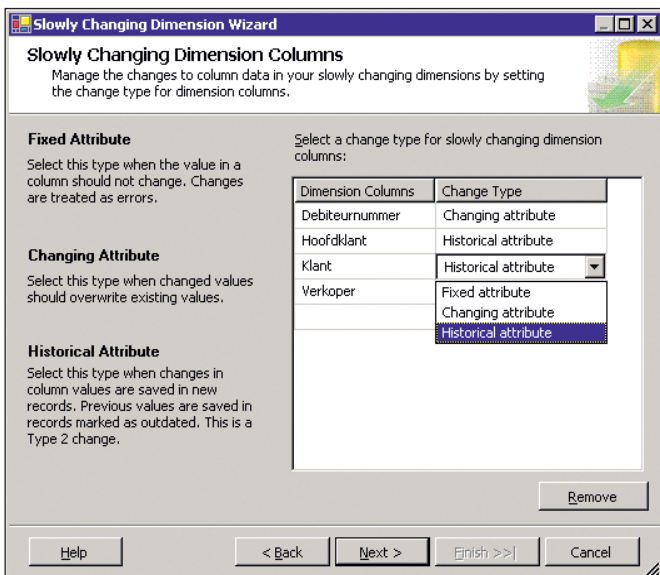 Slowly Changing Dimension Wizard
Slowly Changing Dimension Columns
Manage the changes to column data in your slowly changing dimensions by setting
the change type for dimension columns.
Fixed Attribute
Select this type when the value in a
column should not change. Changes
are treated as errors.
Changing Attribute
Select this type when changed values
should overwrite existing values.
Historical Attribute
Select this type when changes in
column values are saved in new
records. Previous values are saved in
records marked as outdated. This is a
Type 2 change.
Select a change type for slowly changing dimension
columns:
Dimension Columns Change Type
Debiteurnummer Changing attribute
Hoofdklant Historical attribute
Klant Historical attribute
Verkoper
Fixed attribute
Changing attribute
Historical attribute
Remove
Help < Back Next > Finish >>| Cancel